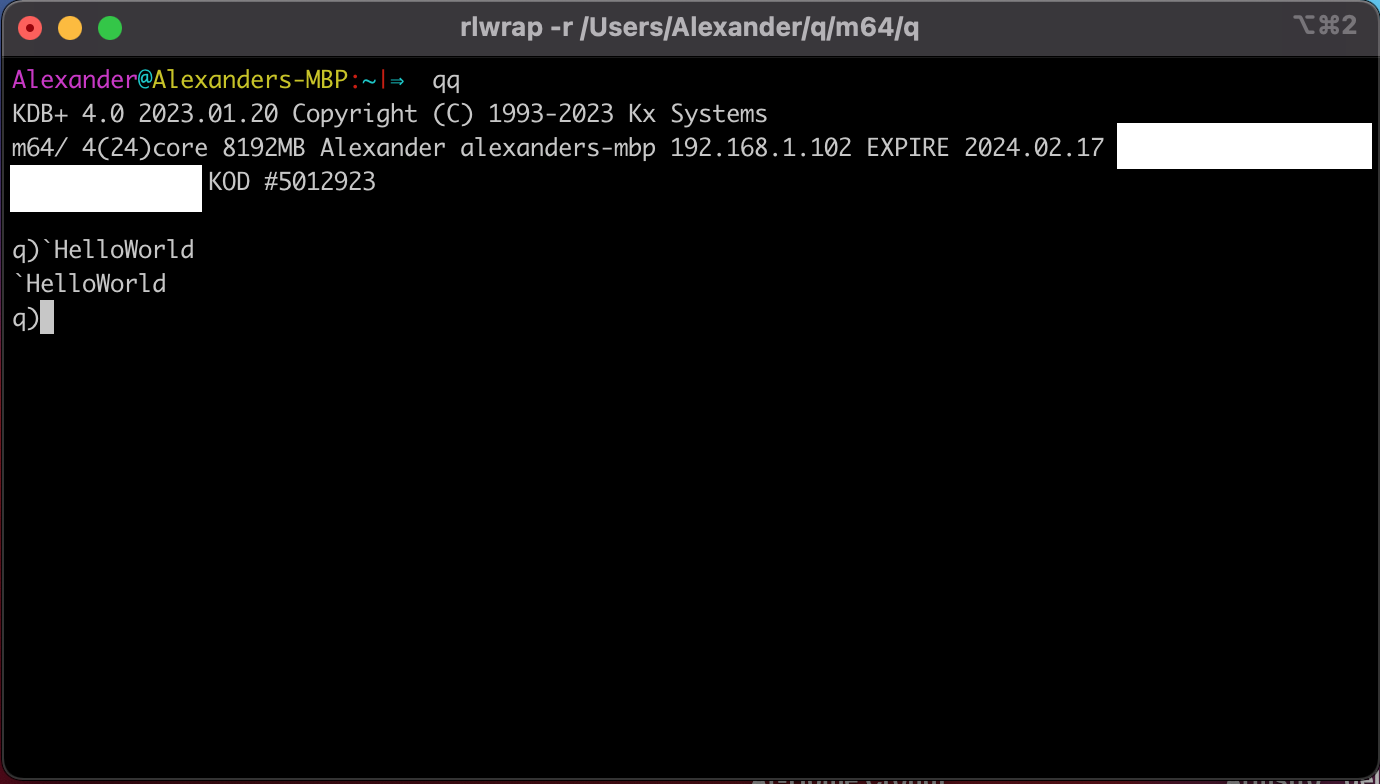 rlwrap -r /Users/Alexander/q/m64/q ⌥⌘2
Alexander@Alexanders-MBP:~|⇒  qq
KDB+ 4.0 2023.01.20 Copyright (C) 1993-2023 Kx Systems
m64/ 4(24)core 8192MB Alexander alexanders-mbp 192.168.1.102 EXPIRE 2024.02.17
KOD #5012923
q)`HelloWorld
`HelloWorld
q)